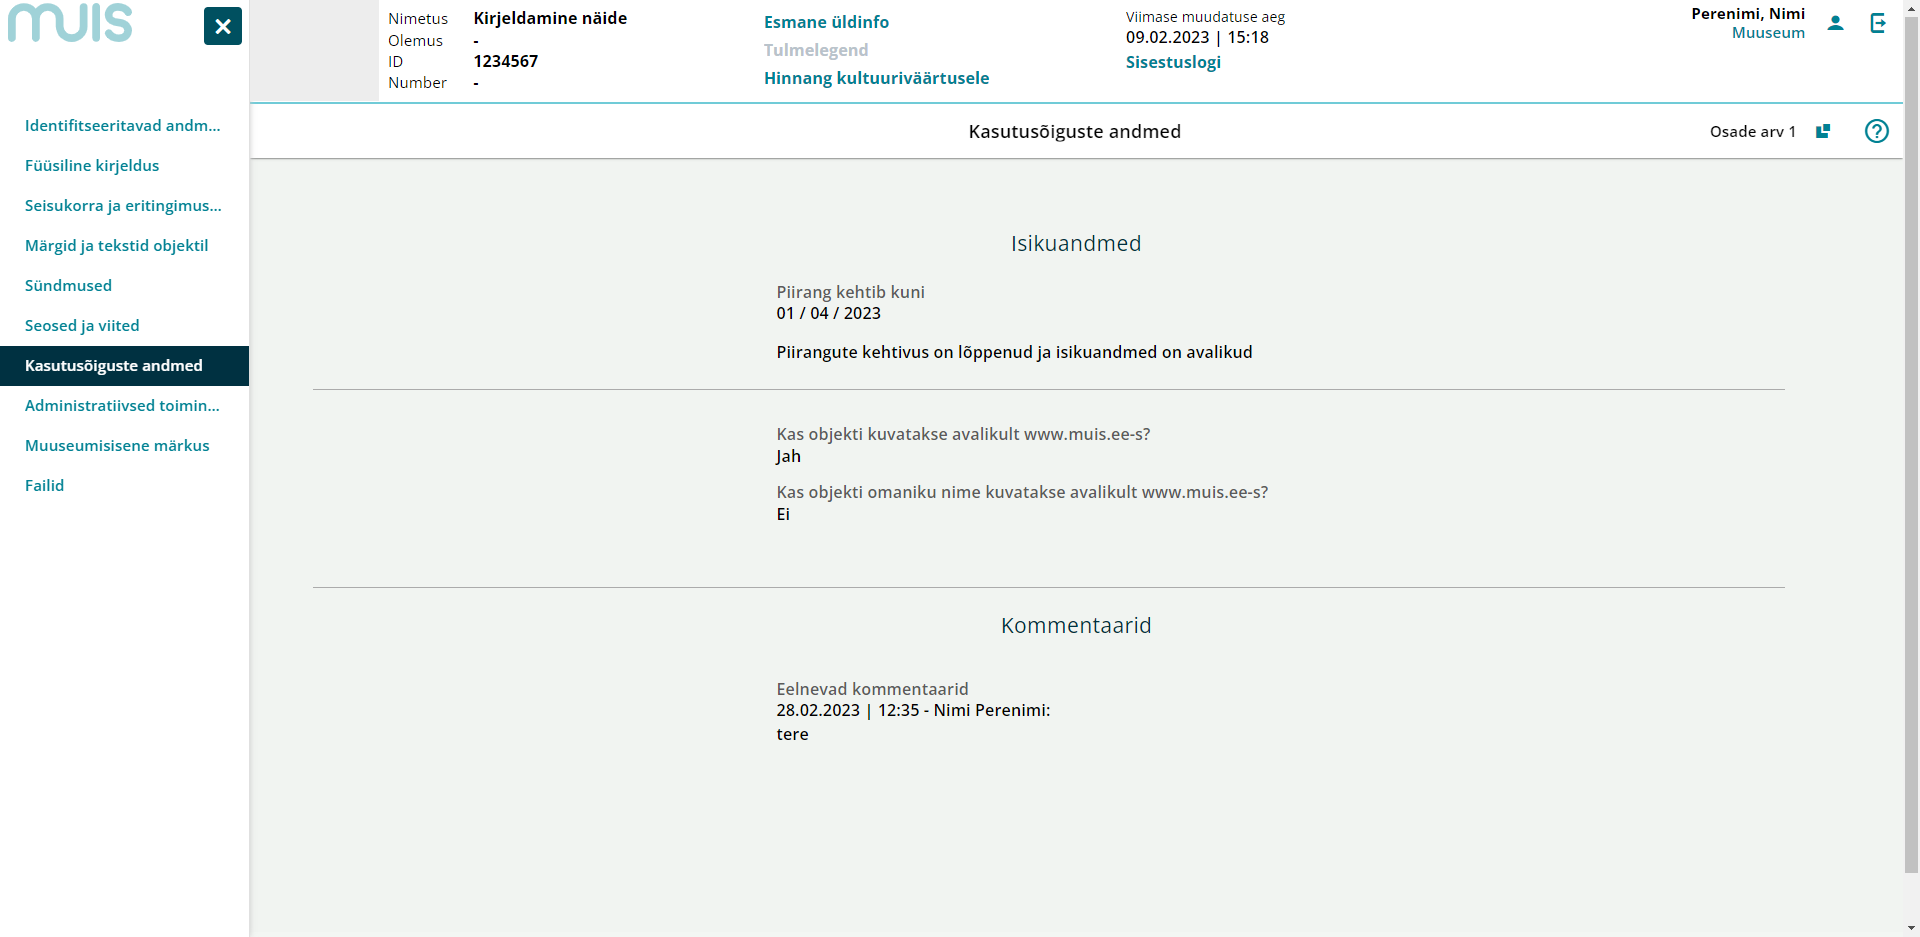 muis
Nimetus Kirjeldamine näide
Olemus -
ID 1234567
Number -
Esmane üldinfo
Tulmelegend
Hinnang kultuuriväärtusele
Viimase muudatuse aeg
09.02.2023 | 15:18
Sisestuslogi
Perenimi, Nimi
Muuseum
Identifitseeritavad andm...
Füüsiline kirjeldus
Seisukorra ja eritingimus...
Märgid ja tekstid objektil
Sündmused
Seosed ja viited
Kasutusõiguste andmed
Administratiivsed toimin...
Muuseumisisene märkus
Failid
Kasutusõiguste andmed
Osade arv 1
Isikuandmed
Piirang kehtib kuni
01 / 04 / 2023
Piirangute kehtivus on lõppenud ja isikuandmed on avalikud
Kas objekti kuvatakse avalikult www.muis.ee-s?
Jah
Kas objekti omaniku nime kuvatakse avalikult www.muis.ee-s?
Ei
Kommentaarid
Eelnevad kommentaarid
28.02.2023 | 12:35 - Nimi Perenimi:
tere